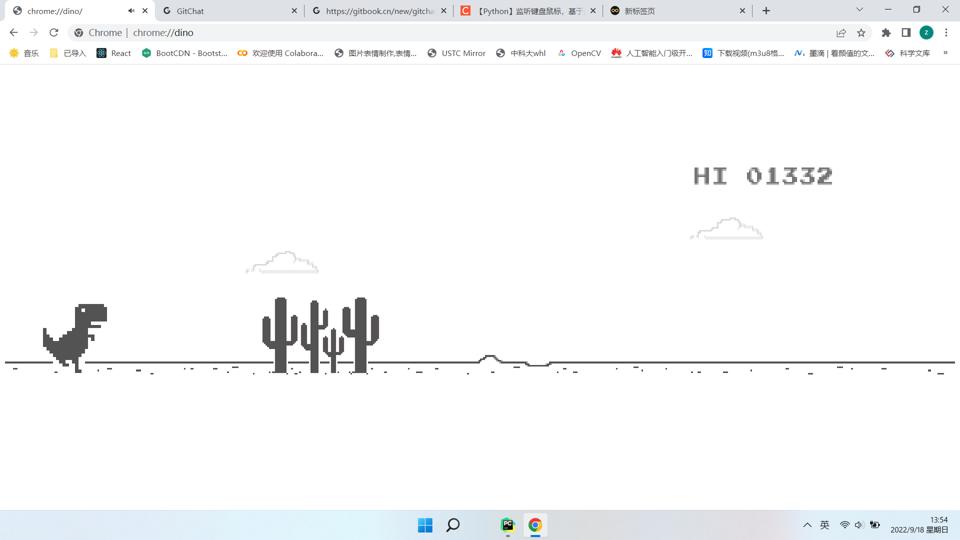 chrome://dino/
GitChat
https://gitbook.cn/new/gitcha
【Python】监听键盘鼠标，基于
新标签页
Chrome | chrome://dino
音乐
已导入
React
BootCDN - Bootst...
欢迎使用 Colabora...
图片表情制作,表情...
USTC Mirror
中科大whl
OpenCV
人工智能入门级开...
下载视频(m3u8格...
墨滴 | 看颜值的文...
科学文库
»
HI 01332
英
13:54
2022/9/18 星期日